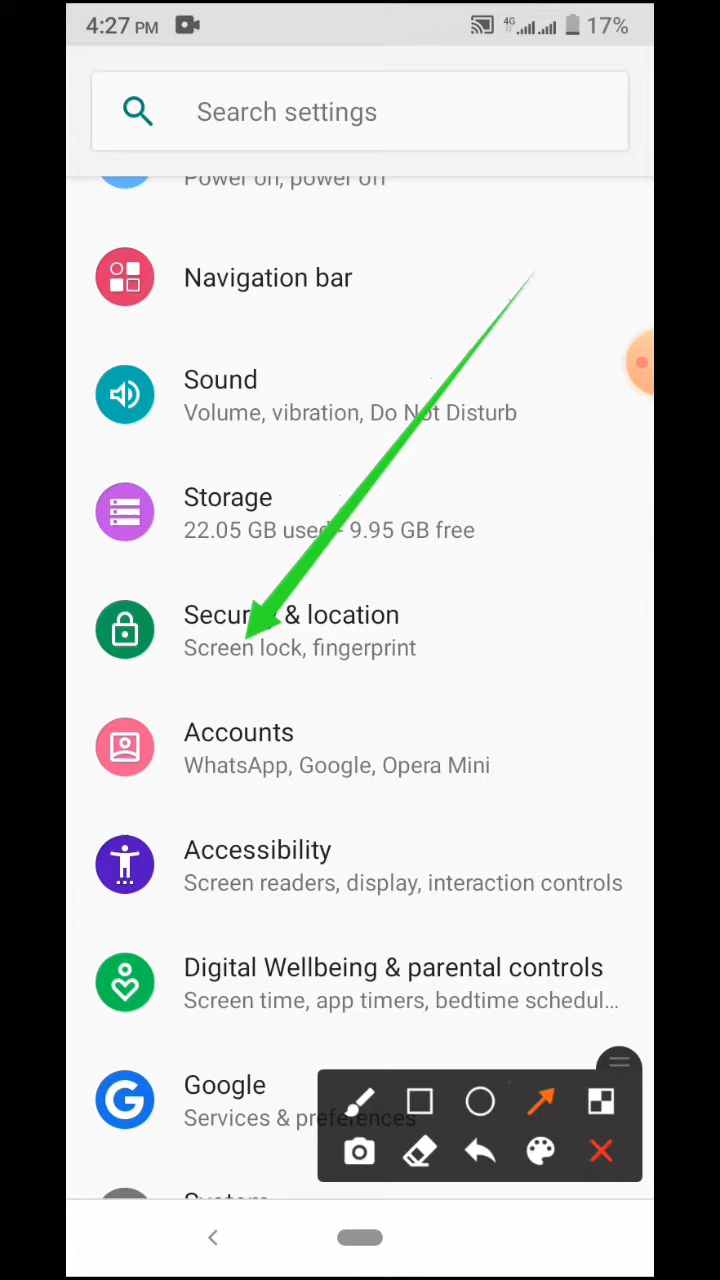 4:27 PM
4G
17%
Search settings
Power on, power off
Navigation bar
Sound
Volume, vibration, Do Not Disturb
Storage
22.05 GB used - 9.95 GB free
Security & location
Screen lock, fingerprint
Accounts
WhatsApp, Google, Opera Mini
Accessibility
Screen readers, display, interaction controls
Digital Wellbeing & parental controls
Screen time, app timers, bedtime schedul...
Google
Services & preferences
System